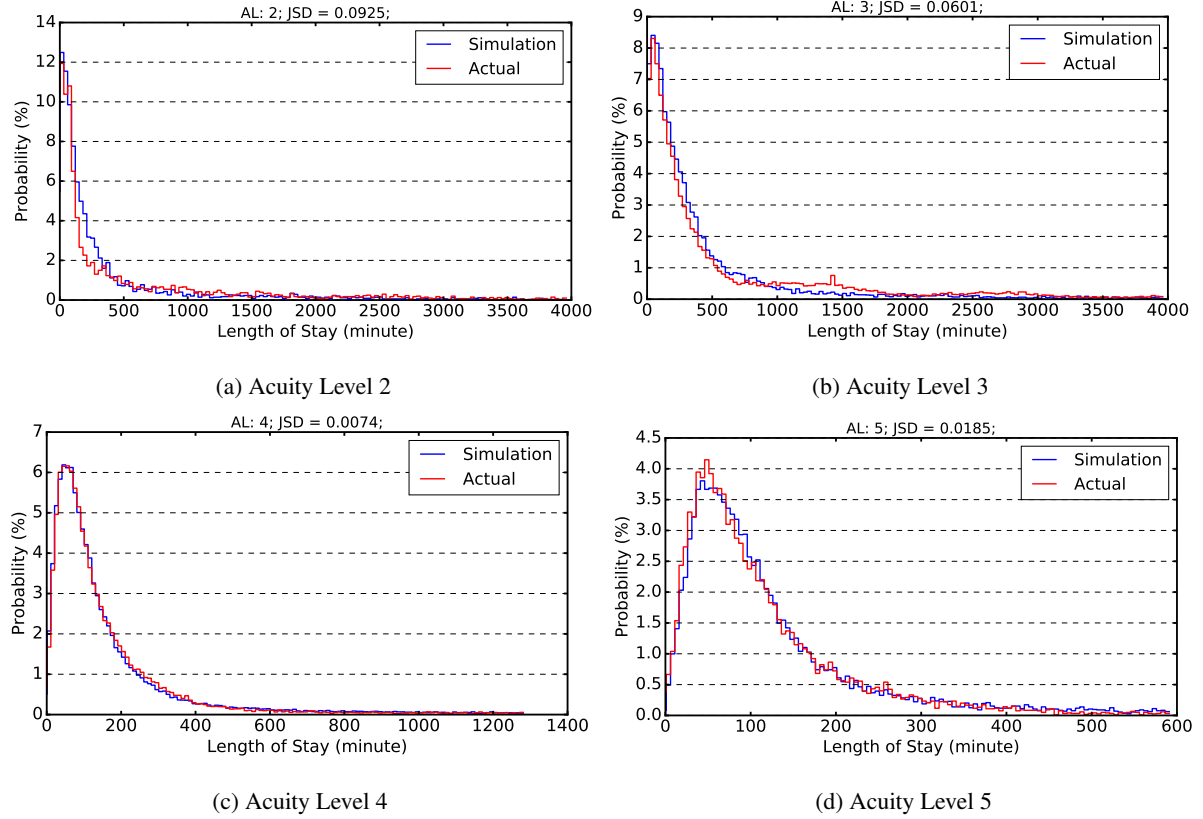 AL: 2; JSD = 0.0925;
14
12
10
8
6
4
2
0
Probability (%)
Simulation
Actual
0 500 1000 1500 2000 2500 3000 3500 4000
Length of Stay (minute)
(a) Acuity Level 2
AL: 3; JSD = 0.0601;
9
8
7
6
5
4
3
2
1
0
Probability (%)
Simulation
Actual
0 500 1000 1500 2000 2500 3000 3500 4000
Length of Stay (minute)
(b) Acuity Level 3
AL: 4; JSD = 0.0074;
7
6
5
4
3
2
1
0
Probability (%)
Simulation
Actual
0 200 400 600 800 1000 1200 1400
Length of Stay (minute)
(c) Acuity Level 4
AL: 5; JSD = 0.0185;
4.5
4.0
3.5
3.0
2.5
2.0
1.5
1.0
0.5
0.0
Probability (%)
Simulation
Actual
0 100 200 300 400 500 600
Length of Stay (minute)
(d) Acuity Level 5